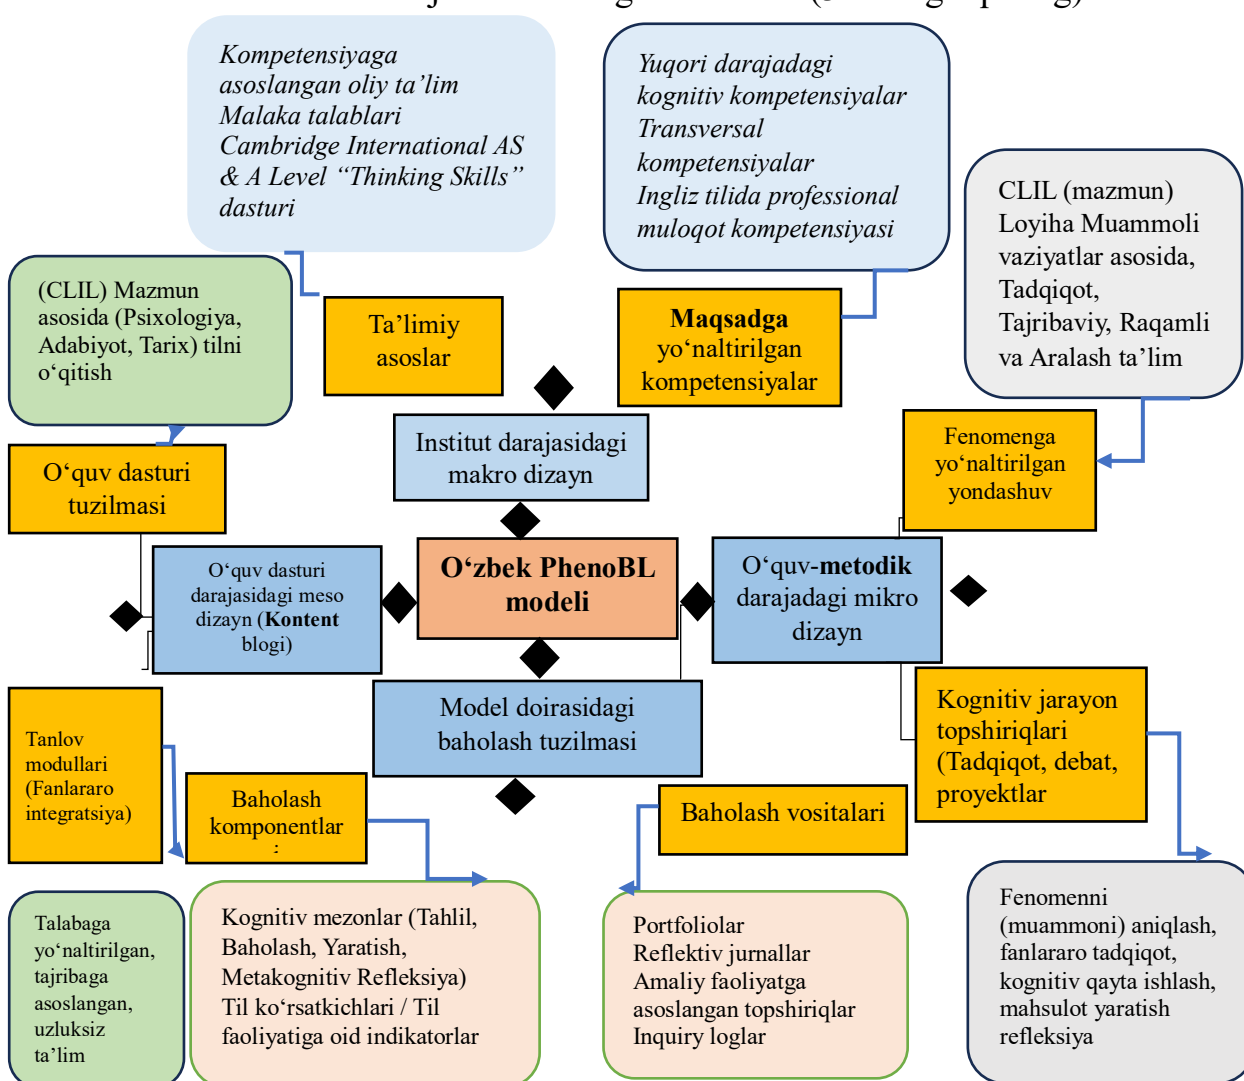 Kompetensiyaga
asoslangan oliy ta’lim
Malaka talablari
Cambridge International AS
& A Level “Thinking Skills”
dasturi
Yuqori darajadagi
kognitiv kompetensiyalar
Transversal
kompetensiyalar
Ingliz tilida professional
muloqot kompetensiyasi
CLIL (mazmun)
Loyiha Muammoli
vaziyatlar asosida,
Tadqiqot,
Tajribaviy, Raqamli
va Aralash ta’lim
(CLIL) Mazmun
asosida (Psixologiya,
Adabiyot, Tarix) tilni
o‘qitish
Ta’limiy
asoslar
Maqsadga
yo‘naltirilgan
kompetensiyalar
Institut darajasidagi
makro dizayn
Fenomenga
yo‘naltirilgan
yondashuv
O‘quv dasturi
tuzilmasi
O‘quv dasturi
darajasidagi meso
dizayn (Kontent
blogi)
O‘zbek PhenoBL
modeli
O‘quv-metodik
darajadagi mikro
dizayn
Model doirasidagi
baholash tuzilmasi
Kognitiv jarayon
topshiriqlari
(Tadqiqot, debat,
proyektlar
Tanlov
modullari
(Fanlararo
integratsiya)
Baholash
komponentlar
Baholash vositalari
Talabaga
yo‘naltirilgan,
tajribaga
asoslangan,
uzluksiz
ta’lim
Kognitiv mezonlar (Tahlil,
Baholash, Yaratish,
Metakognitiv Refleksiya)
Til ko‘rsatkichlari / Til
faoliyatiga oid indikatorlar
Portfoliolar
Reflektiv jurnallar
Amaliy faoliyatga
asoslangan topshiriqlar
Inquiry loglar
Fenomenni
(muammoni) aniqlash,
fanlararo tadqiqot,
kognitiv qayta ishlash,
mahsulot yaratish
refleksiya